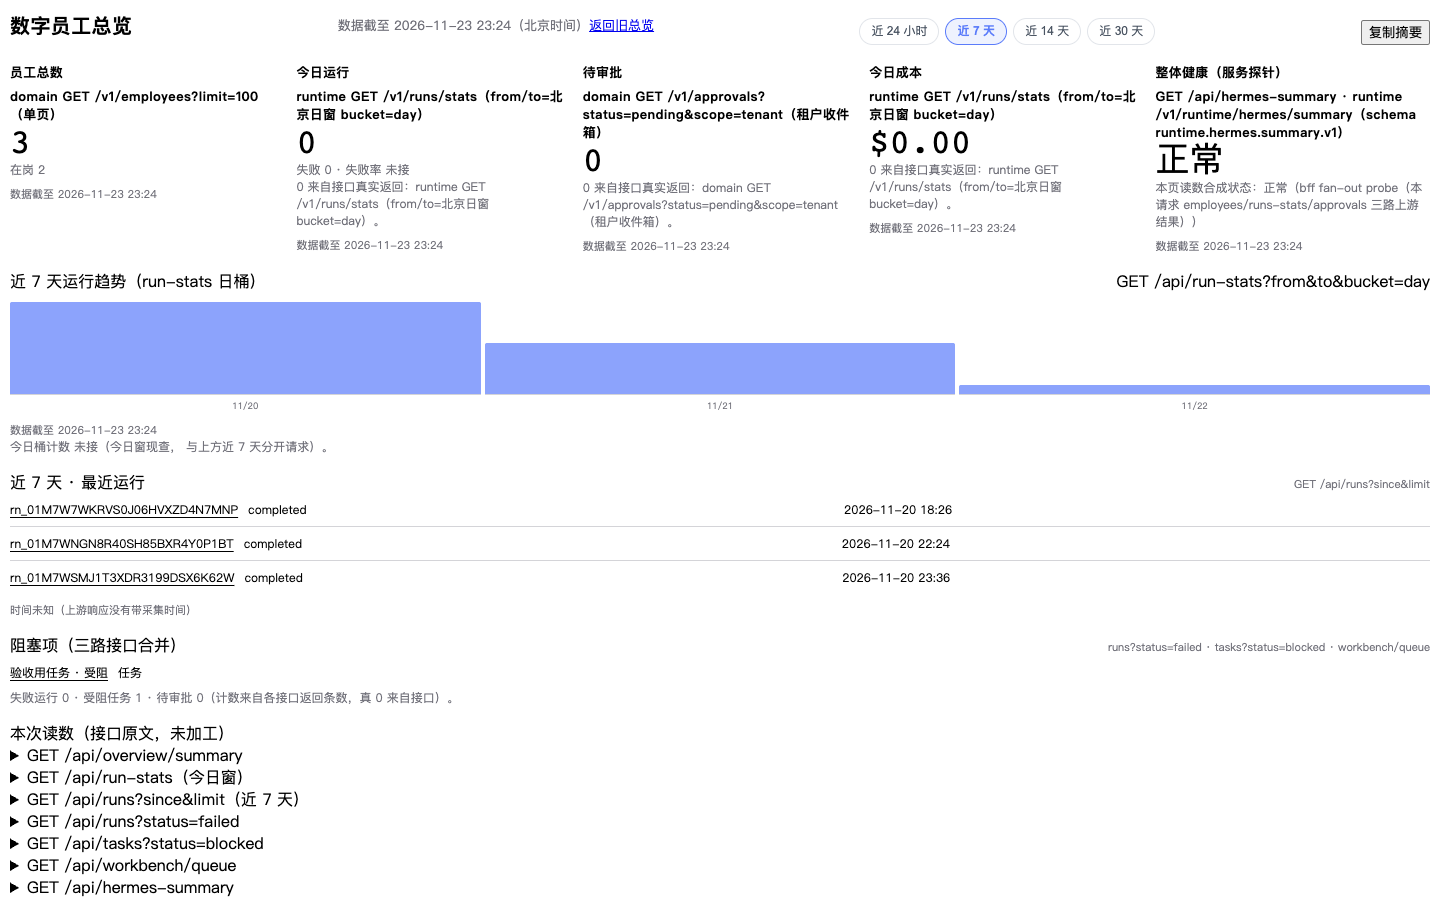 数字员工总览
数据截至 2026-11-23 23:24（北京时间）返回旧总览
近 24 小时
近 7 天
近 14 天
近 30 天
复制摘要
员工总数
domain GET /v1/employees?limit=100
（单页）
3
在岗 2
数据截至 2026-11-23 23:24
今日运行
runtime GET /v1/runs/stats（from/to=北
京日窗 bucket=day）
0
失败 0 · 失败率 未接
0 来自接口真实返回：runtime GET
/v1/runs/stats（from/to=北京日窗
bucket=day）。
数据截至 2026-11-23 23:24
待审批
domain GET /v1/approvals?
status=pending&scope=tenant（租户收件
箱）
0
0 来自接口真实返回：domain GET
/v1/approvals?status=pending&scope=tenant
（租户收件箱）。
数据截至 2026-11-23 23:24
今日成本
runtime GET /v1/runs/stats（from/to=北
京日窗 bucket=day）
$0.00
0 来自接口真实返回：runtime GET
/v1/runs/stats（from/to=北京日窗
bucket=day）。
数据截至 2026-11-23 23:24
整体健康（服务探针）
GET /api/hermes-summary · runtime
/v1/runtime/hermes/summary（schema
runtime.hermes.summary.v1）
正常
本页读数合成状态：正常（bff fan-out probe（本
请求 employees/runs-stats/approvals 三路上游
结果））
数据截至 2026-11-23 23:24
近 7 天运行趋势（run-stats 日桶）
GET /api/run-stats?from&to&bucket=day
11/20
11/21
11/22
数据截至 2026-11-23 23:24
今日桶计数 未接（今日窗现查， 与上方近 7 天分开请求）。
近 7 天 · 最近运行
GET /api/runs?since&limit
rn_01M7W7WKRVS0J06HVXZD4N7MNP completed 2026-11-20 18:26
rn_01M7WNGN8R40SH85BXR4Y0P1BT completed 2026-11-20 22:24
rn_01M7WSMJ1T3XDR3199DSX6K62W completed 2026-11-20 23:36
时间未知（上游响应没有带采集时间）
阻塞项（三路接口合并）
runs?status=failed · tasks?status=blocked · workbench/queue
验收用任务 · 受阻 任务
失败运行 0 · 受阻任务 1 · 待审批 0（计数来自各接口返回条数，真 0 来自接口）。
本次读数（接口原文，未加工）
▶ GET /api/overview/summary
▶ GET /api/run-stats（今日窗）
▶ GET /api/runs?since&limit（近 7 天）
▶ GET /api/runs?status=failed
▶ GET /api/tasks?status=blocked
▶ GET /api/workbench/queue
▶ GET /api/hermes-summary